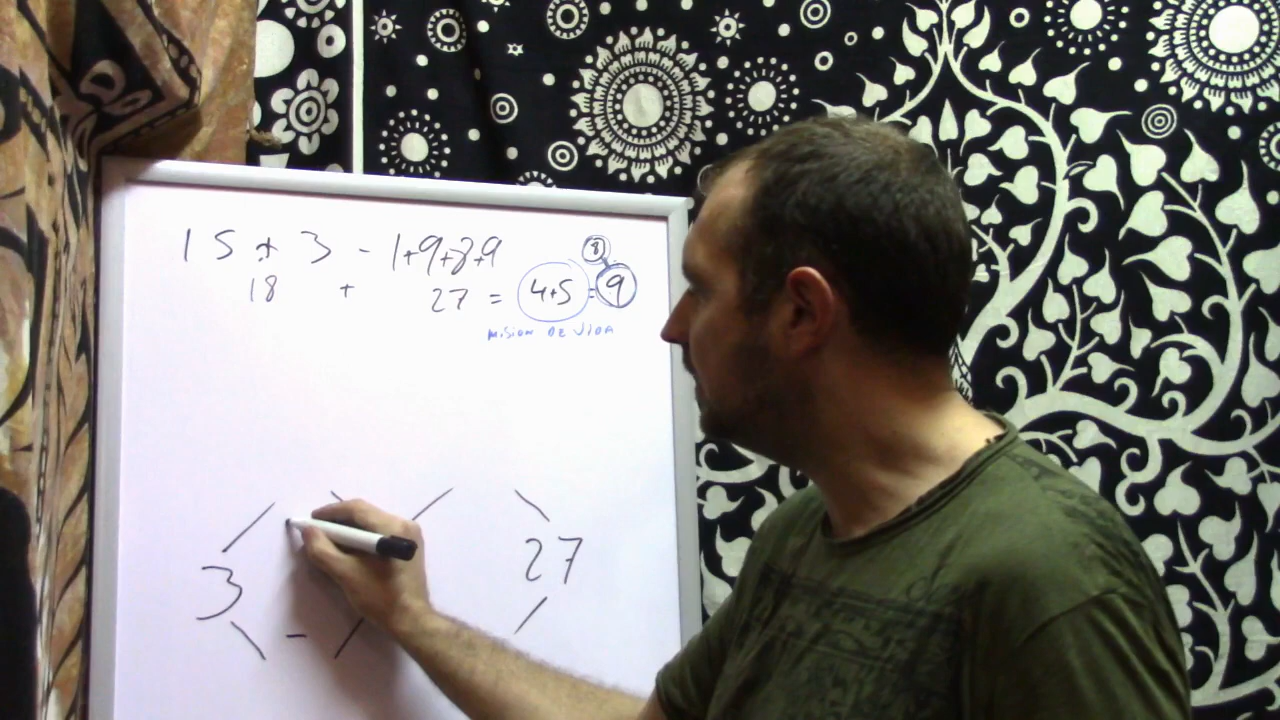 15 + 3 - 1+9+8+9
8
18 + 27 = 4+5 = 9
MISION DE VIDA
3 27
-